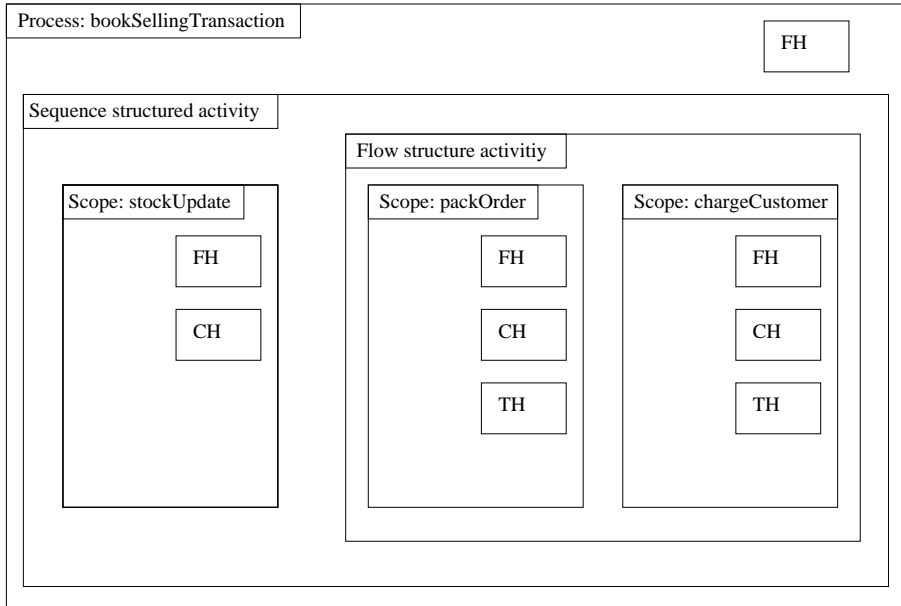 Process: bookSellingTransaction
FH
Sequence structured activity
Flow structure activitiy
Scope: stockUpdate
FH
CH
Scope: packOrder
FH
CH
TH
Scope: chargeCustomer
FH
CH
TH